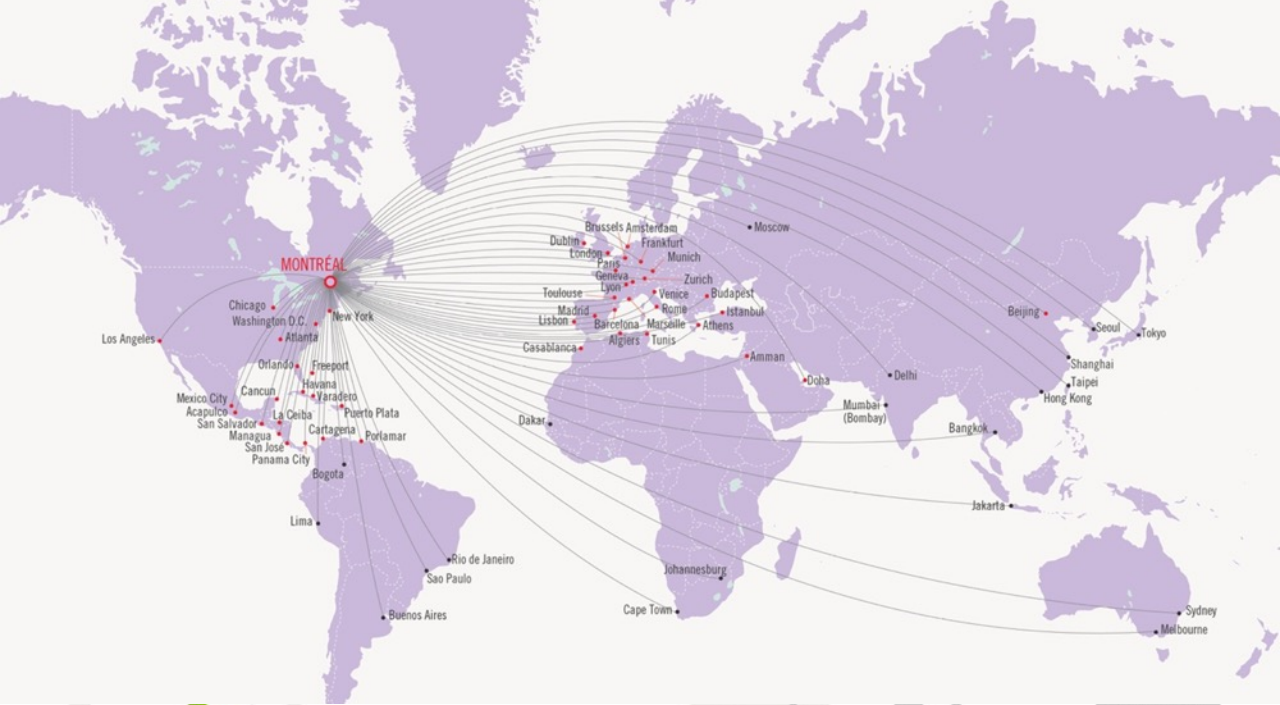 MONTRÉAL
Chicago
Washington D.C.
New York
Los Angeles
Atlanta
Orlando
Freeport
Havana
Cancun
Varadero
Mexico City
Acapulco
La Ceiba
Puerto Plata
San Salvador
Managua
Cartagena
Porlamar
San José
Panama City
Bogota
Lima
Rio de Janeiro
Sao Paulo
Buenos Aires
Brussels
Amsterdam
Dublin
Frankfurt
London
Paris
Munich
Geneva
Zurich
Lyon
Toulouse
Venice
Budapest
Madrid
Rome
Istanbul
Lisbon
Barcelona
Marseille
Athens
Algiers
Tunis
Casablanca
Amman
Doha
Dakar
Johannesburg
Cape Town
Moscow
Beijing
Seoul
Tokyo
Shanghai
Delhi
Taipei
Hong Kong
Mumbai
(Bombay)
Bangkok
Jakarta
Sydney
Melbourne